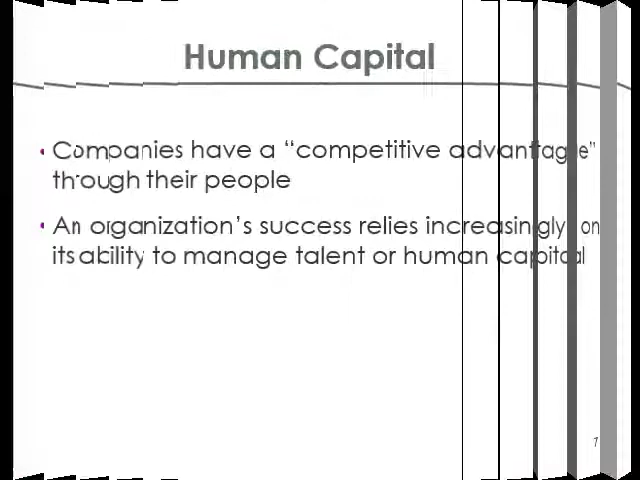 Human Capital
• Companies have a “competitive advantage”
through their people
• An organization’s success relies increasingly on
its ability to manage talent or human capital
1